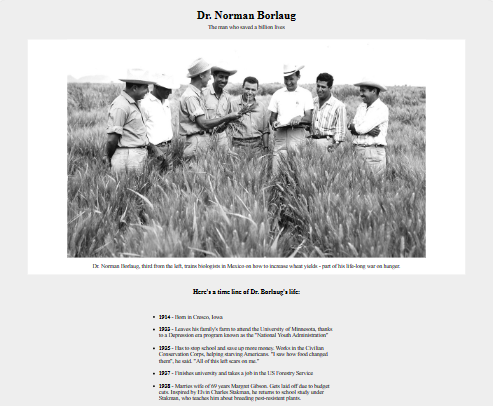 Dr. Norman Borlaug
The man who saved a billion lives
Dr. Norman Borlaug, third from the left, trains biologists in Mexico on how to increase wheat yields - part of his life-long war on hunger.
Here's a time line of Dr. Borlaug's life:
1914 - Born in Cresco, Iowa
1933 - Leaves his family's farm to attend the University of Minnesota, thanks
to a Depression era program known as the "National Youth Administration"
1935 - Has to stop school and save up more money. Works in the Civilian
Conservation Corps, helping starving Americans. "I saw how food changed
them", he said. "All of this left scars on me."
1937 - Finishes university and takes a job in the US Forestry Service
1938 - Marries wife of 69 years Margret Gibson. Gets laid off due to budget
cuts. Inspired by Elvin Charles Stakman, he returns to school study under
Stakman, who teaches him about breeding pest-resistent plants.